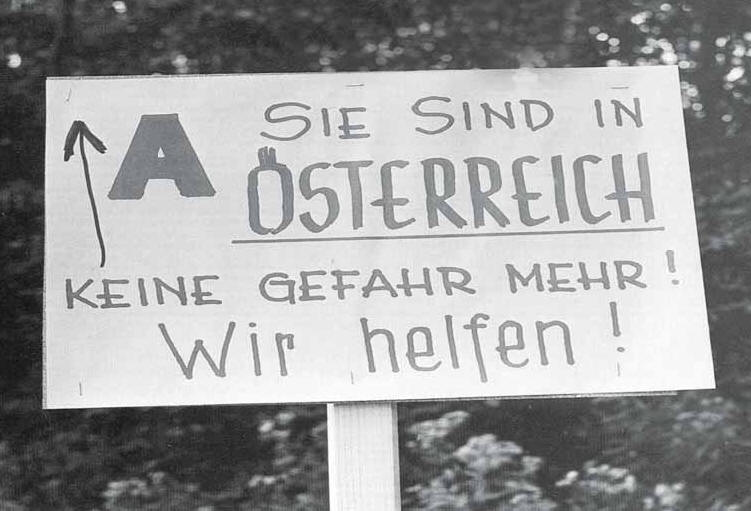 A SIE SIND IN
ÖSTERREICH
KEINE GEFAHR MEHR!
Wir helfen!